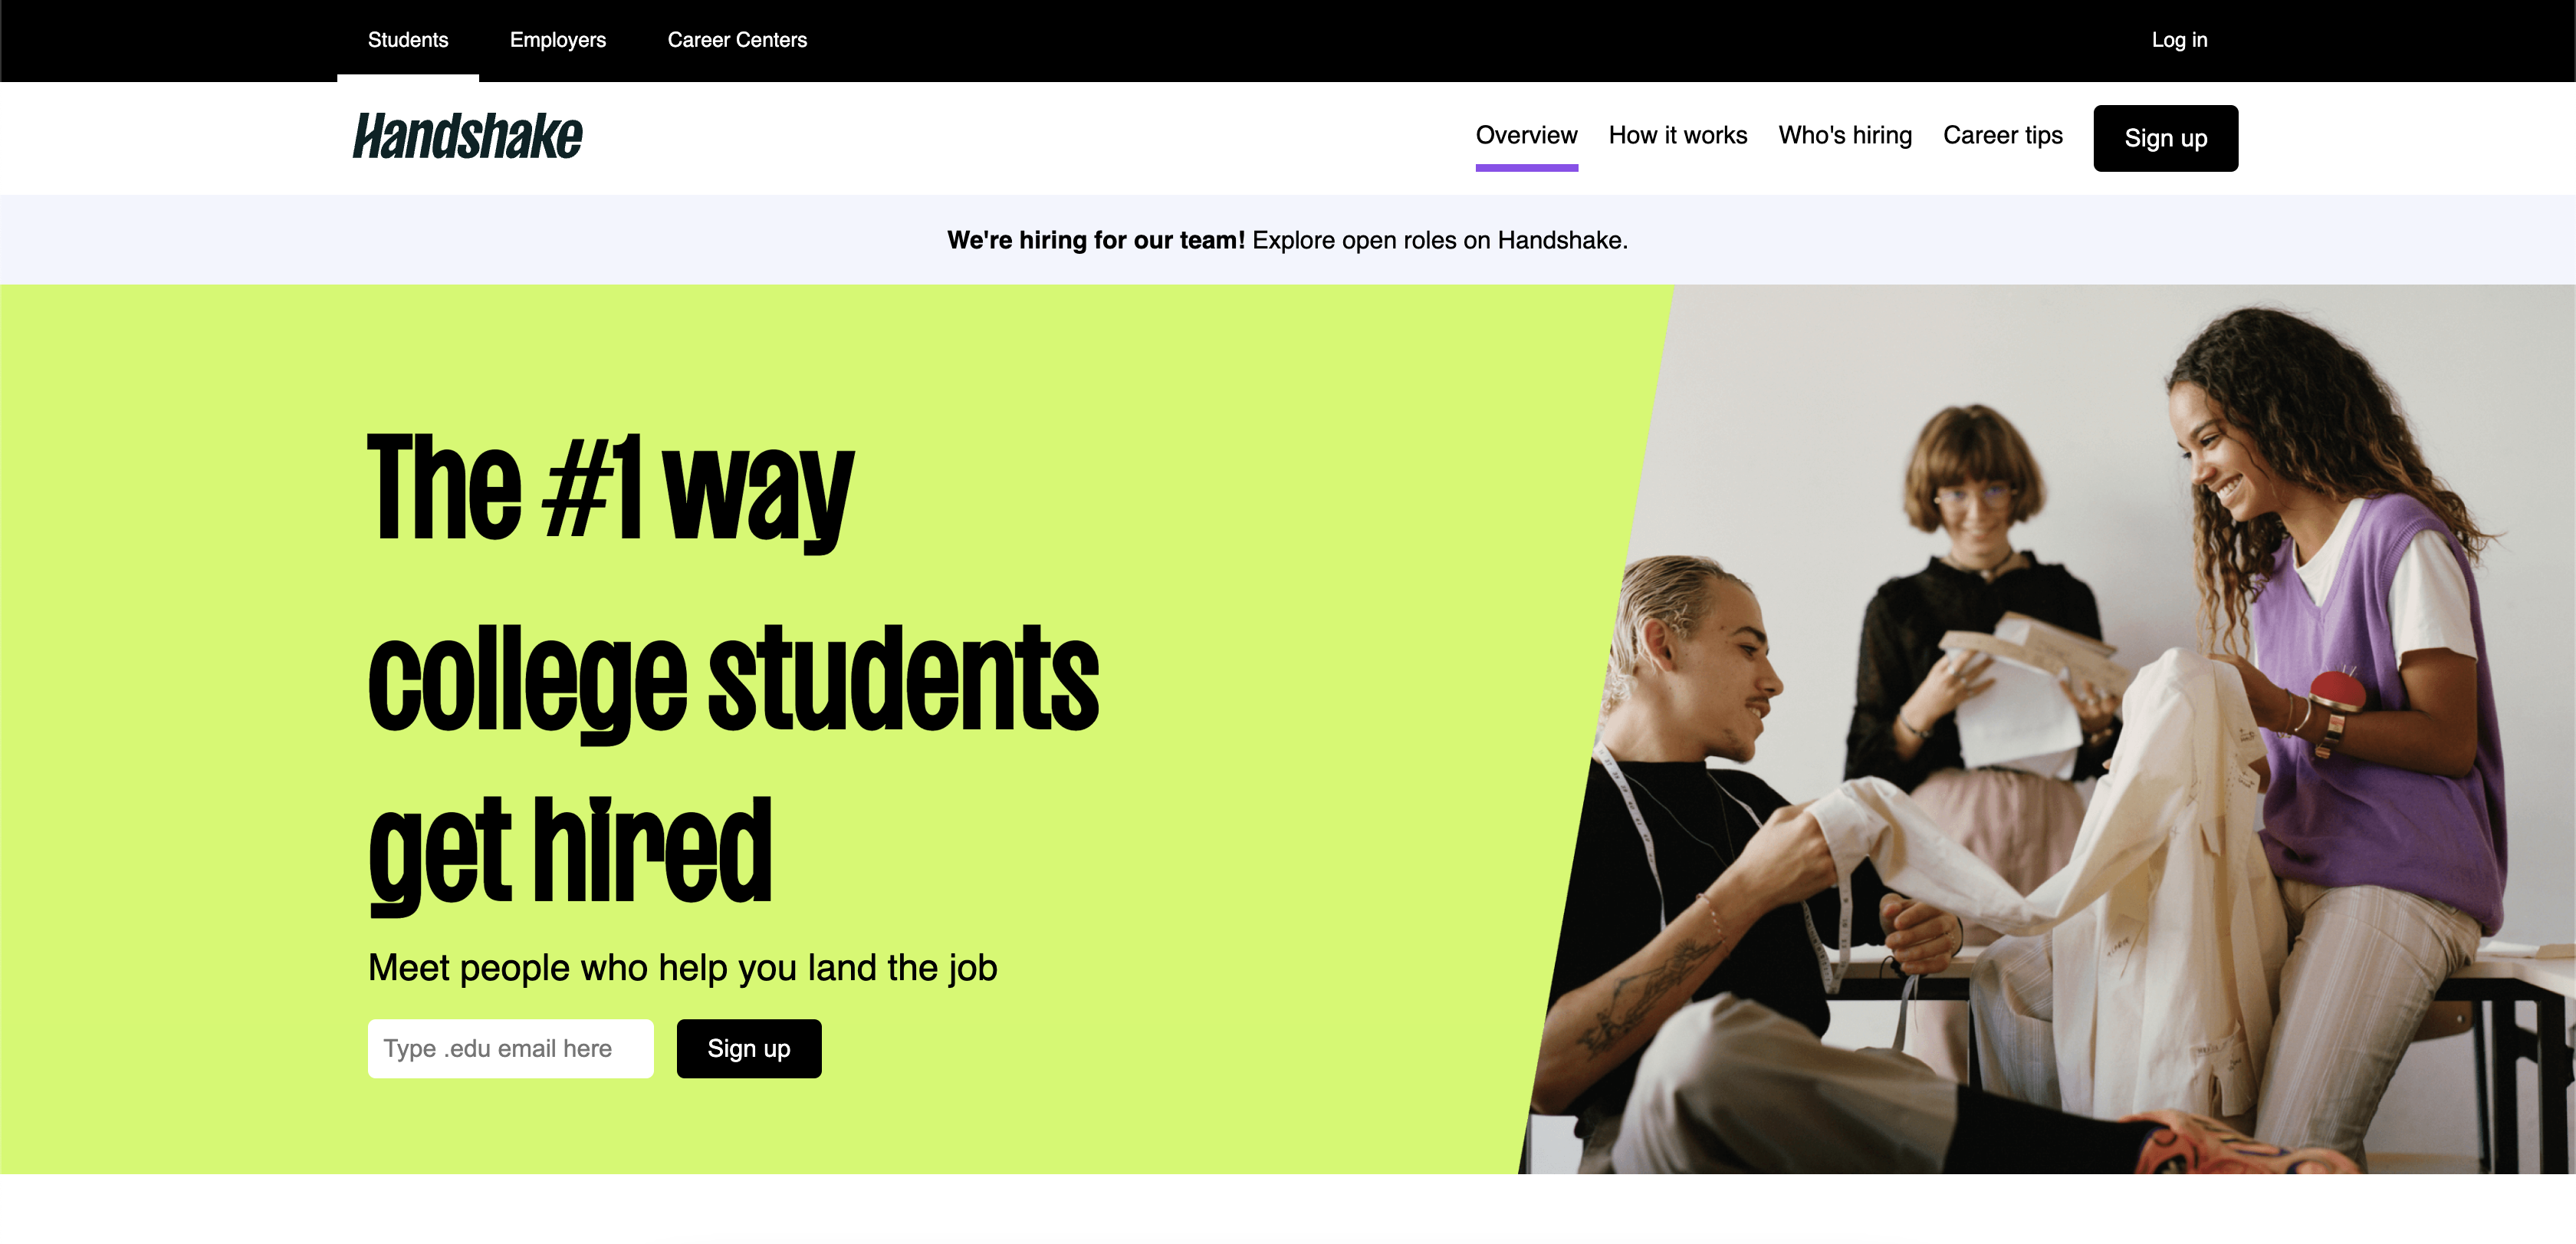 Students Employers Career Centers Log in
Handshake Overview How it works Who's hiring Career tips Sign up
We're hiring for our team! Explore open roles on Handshake.
The #1 way
college students
get hired
Meet people who help you land the job
Type .edu email here Sign up